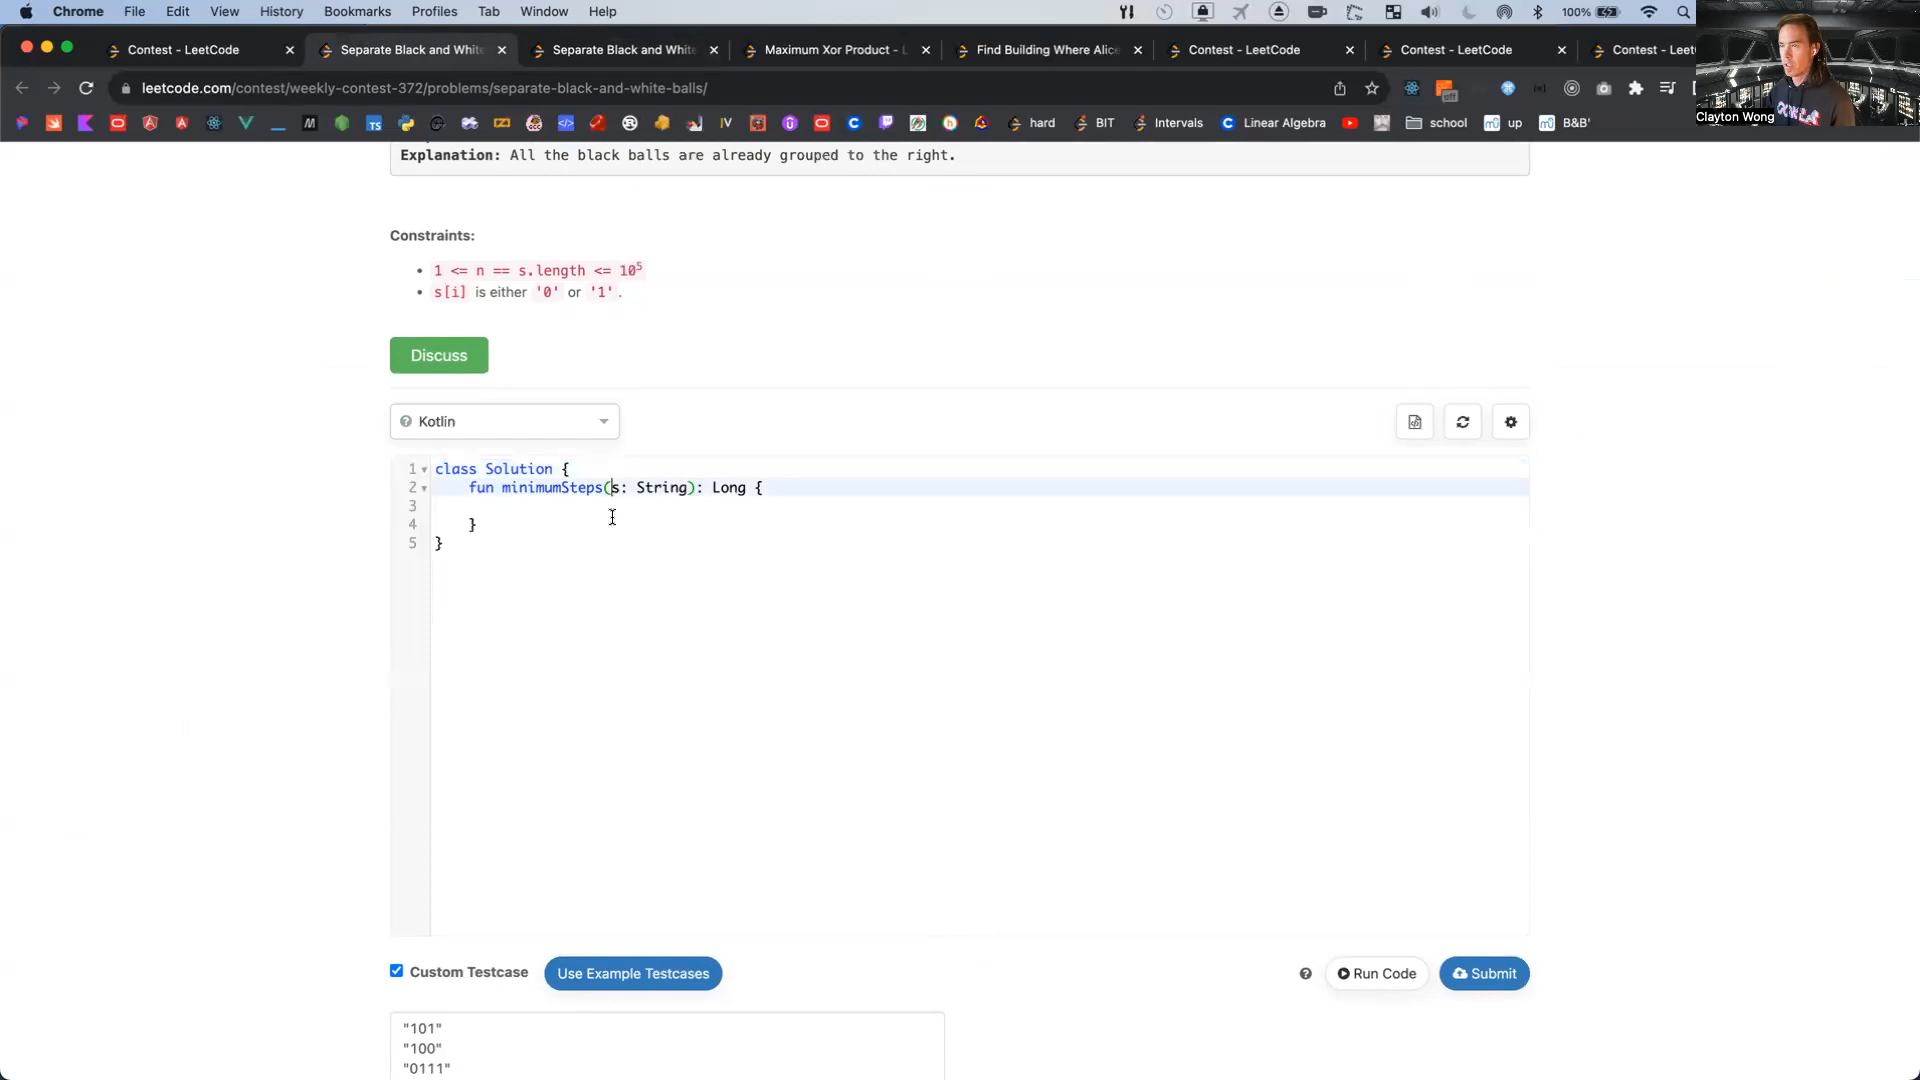 Chrome File Edit View History Bookmarks Profiles Tab Window Help 100%
Contest - LeetCode Separate Black and White Separate Black and White Maximum Xor Product - L Find Building Where Alice Contest - LeetCode Contest - LeetCode Contest - Leet
leetcode.com/contest/weekly-contest-372/problems/separate-black-and-white-balls/
off
Clayton Wong
TS IV hard BIT Intervals Linear Algebra school up B&B'
Explanation: All the black balls are already grouped to the right.
Constraints:
• 1 <= n == s.length <= 10⁵
• s[i] is either '0' or '1'.
Discuss
Kotlin
1 class Solution {
2 fun minimumSteps(s: String): Long {
3
4 }
5 }
Custom Testcase Use Example Testcases Run Code Submit
"101"
"100"
"0111"